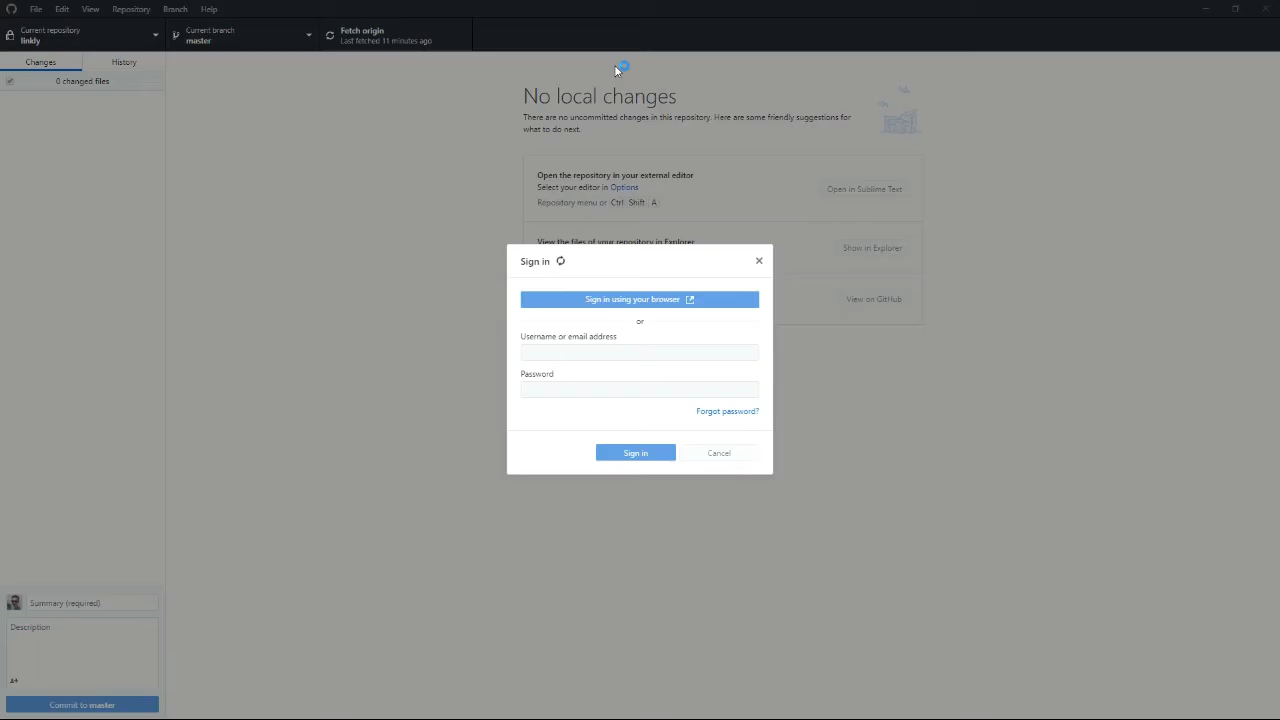 File Edit View Repository Branch Help
Current repository
linkly
Current branch
master
Fetch origin
Last fetched 11 minutes ago
Changes History
0 changed files
No local changes
There are no uncommitted changes in this repository. Here are some friendly suggestions for
what to do next.
Open the repository in your external editor
Select your editor in Options
Repository menu or Ctrl Shift A
Open in Sublime Text
View the files of your repository in Explorer
Show in Explorer
View on GitHub
Sign in
Sign in using your browser
or
Username or email address
Password
Forgot password?
Sign in Cancel
Summary (required)
Description
Commit to master